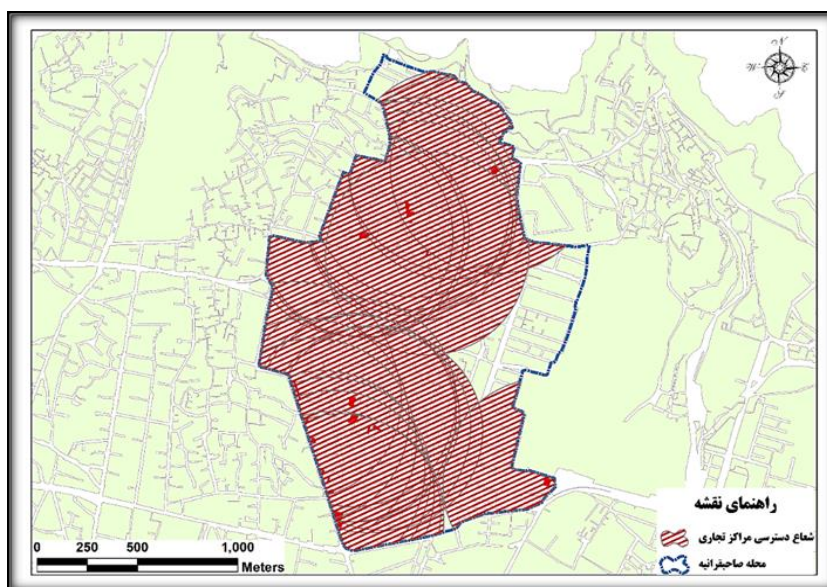 N
W E
S
راهنمای نقشه
شعاع دسترسی مراکز تجاری
محله صاحبقرانیه
0 250 500 1,000
Meters